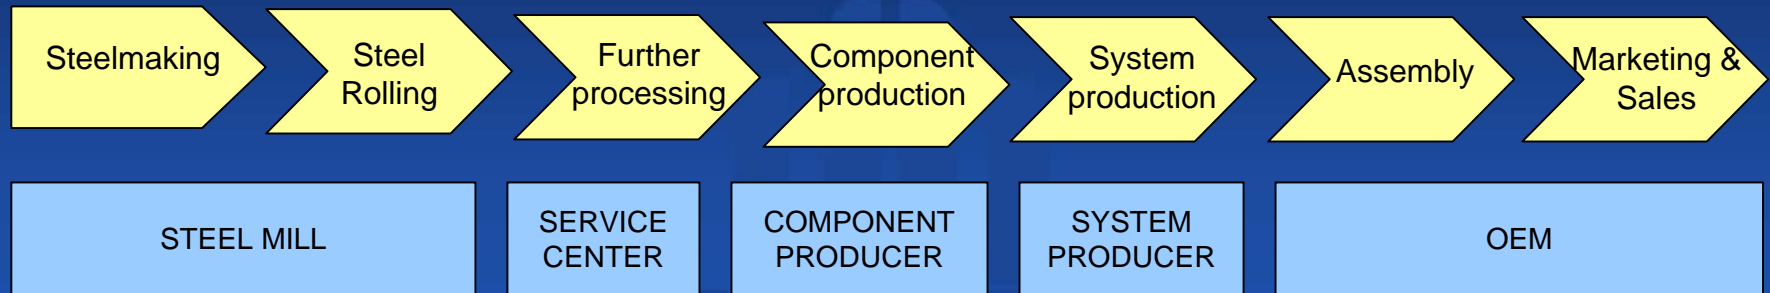 Steelmaking
Steel
Rolling
Further
processing
Component
production
System
production
Assembly
Marketing &
Sales
STEEL MILL
SERVICE
CENTER
COMPONENT
PRODUCER
SYSTEM
PRODUCER
OEM